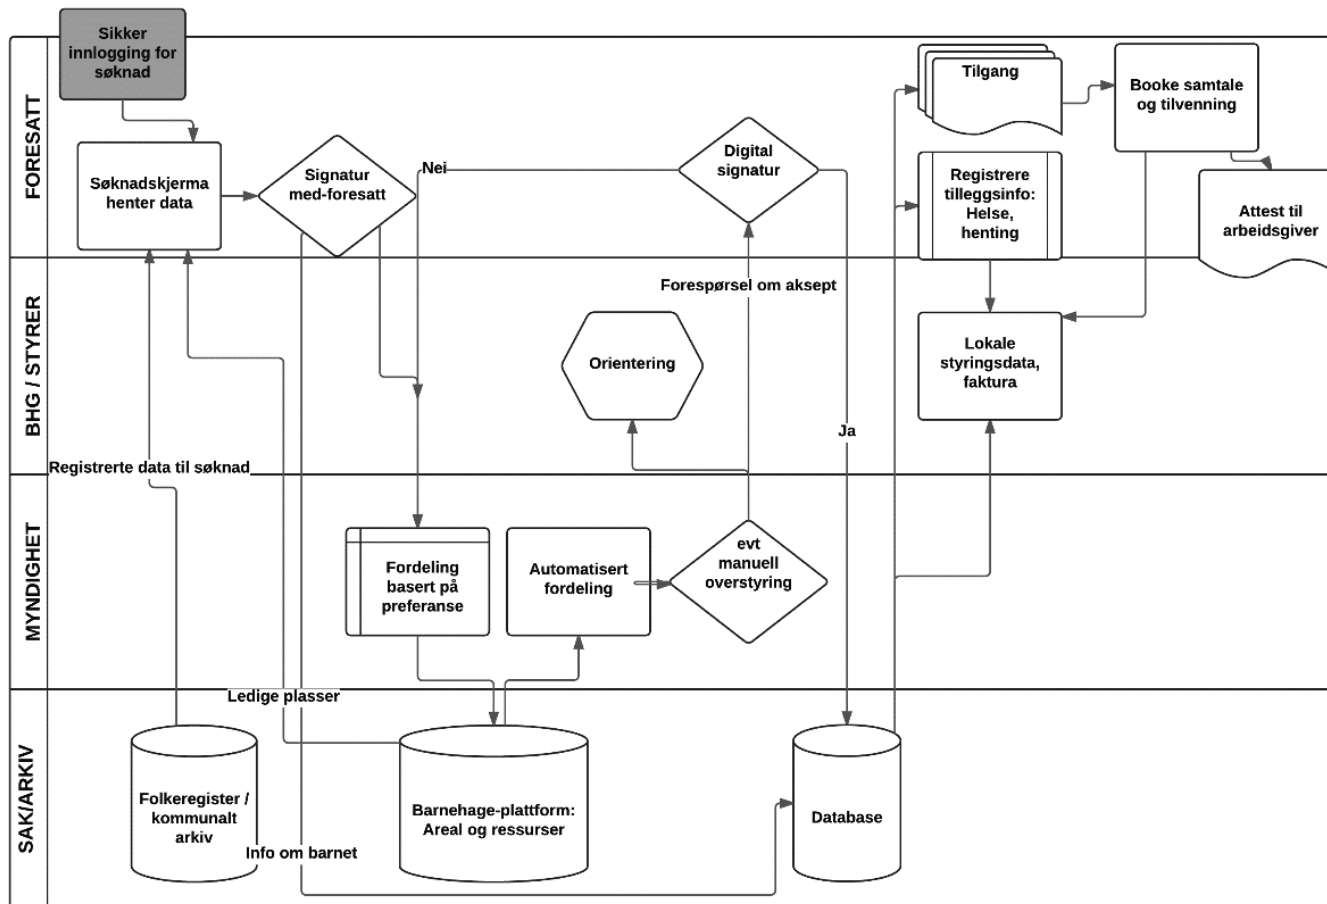 Sikker
innlogging for
søknad
FORESATT
Søknadskjerma
henter data
Signatur
med-foresatt
Nei
Digital
signatur
Tilgang
Booke samtale
og tilvenning
Registrere
tilleggsinfo:
Helse,
henting
Attest til
arbeidsgiver
BHG / STYRER
Forespørsel om aksept
Orientering
Lokale
styringsdata,
faktura
Ja
Registrerte data til søknad
MYNDIGHET
Fordeling
basert på
preferanse
Automatisert
fordeling
evt
manuell
overstyring
Ledige plasser
SAK/ARKIV
Folkeregister /
kommunalt
arkiv
Barnehage-plattform:
Areal og ressurser
Database
Info om barnet